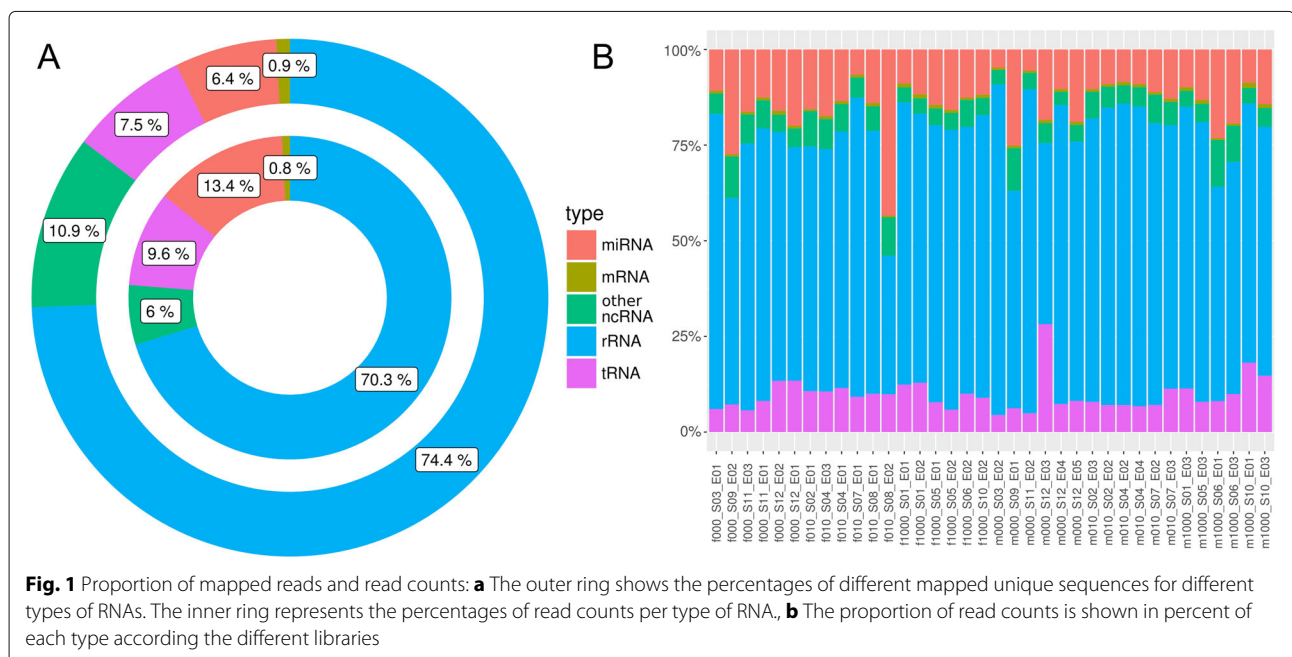 A
0.9 %
6.4 %
7.5 %
10.9 %
74.4 %
0.8 %
13.4 %
9.6 %
6 %
70.3 %
type
miRNA
mRNA
other
ncRNA
rRNA
tRNA
B
100%
75%
50%
25%
0%
f000_S03_E01
f000_S09_E02
f000_S11_E03
f000_S11_E01
f000_S12_E02
f000_S12_E01
f010_S02_E01
f010_S04_E03
f010_S04_E01
f010_S07_E01
f010_S08_E01
f010_S08_E02
f1000_S01_E01
f1000_S01_E02
f1000_S05_E01
f1000_S05_E02
f1000_S06_E02
f1000_S10_E02
m000_S03_E02
m000_S09_E01
m000_S11_E02
m000_S12_E03
m000_S12_E04
m000_S12_E05
m010_S02_E03
m010_S02_E02
m010_S04_E02
m010_S04_E04
m010_S07_E02
m010_S07_E03
m1000_S01_E03
m1000_S05_E03
m1000_S06_E01
m1000_S06_E03
m1000_S10_E01
m1000_S10_E03
Fig. 1 Proportion of mapped reads and read counts: a The outer ring shows the percentages of different mapped unique sequences for different
types of RNAs. The inner ring represents the percentages of read counts per type of RNA., b The proportion of read counts is shown in percent of
each type according the different libraries